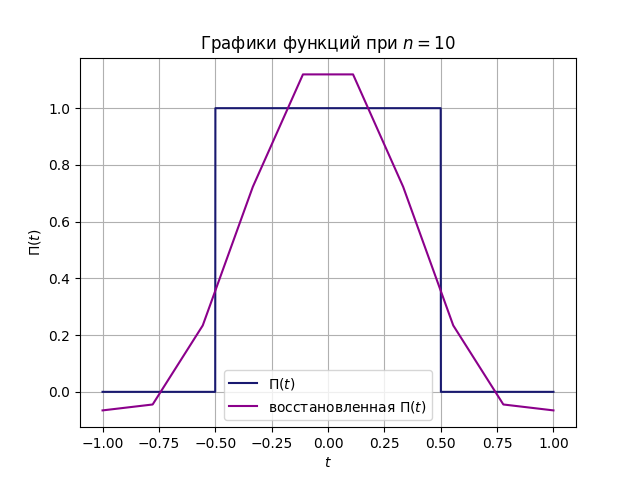 Графики функций при n = 10
Π(t)
1.0
0.8
0.6
0.4
0.2
0.0
Π(t)
восстановленная Π(t)
−1.00 −0.75 −0.50 −0.25 0.00 0.25 0.50 0.75 1.00
t